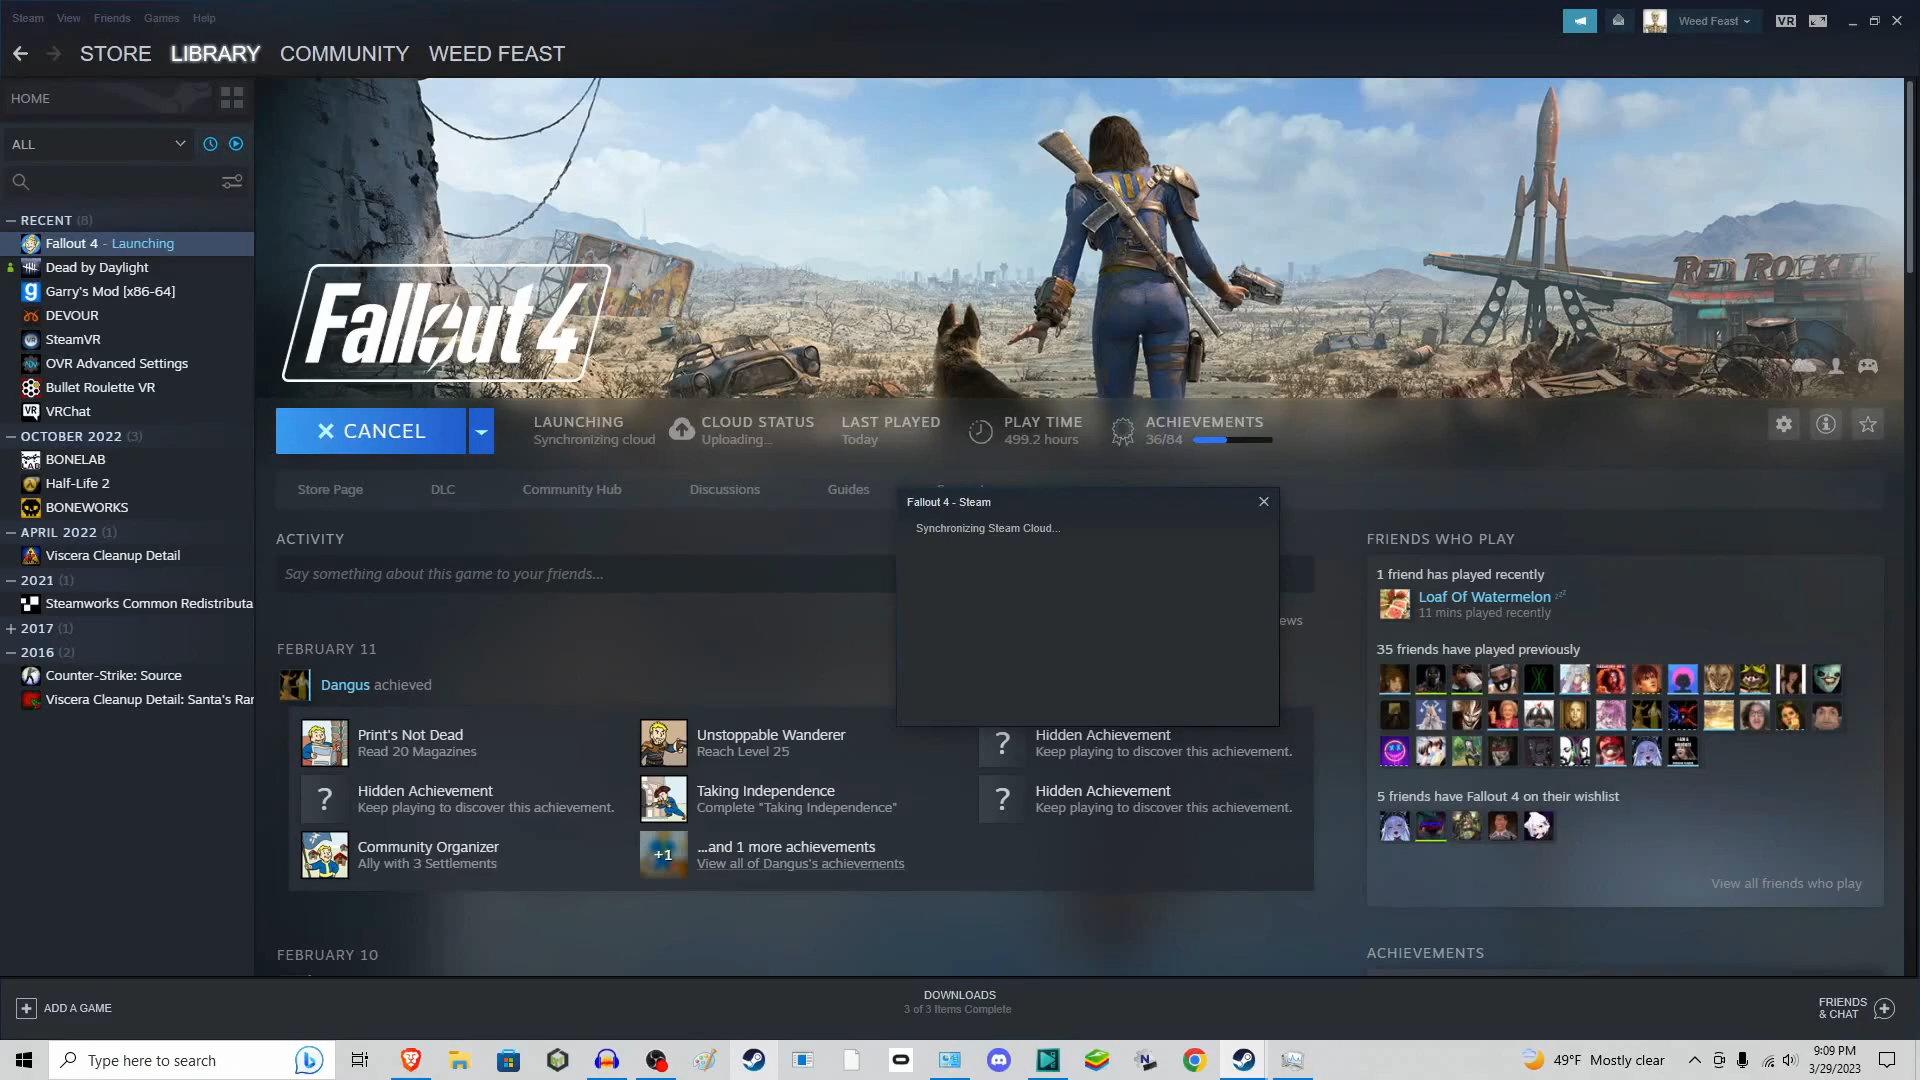 Steam View Friends Games Help
Weed Feast
VR
STORE LIBRARY COMMUNITY WEED FEAST
HOME
ALL
RECENT (8)
Fallout 4 - Launching
Dead by Daylight
Garry's Mod [x86-64]
DEVOUR
SteamVR
OVR Advanced Settings
Bullet Roulette VR
VRChat
OCTOBER 2022 (3)
BONELAB
Half-Life 2
BONEWORKS
APRIL 2022 (1)
Viscera Cleanup Detail
2021 (1)
Steamworks Common Redistributa
2017 (1)
2016 (2)
Counter-Strike: Source
Viscera Cleanup Detail: Santa's Ran
Fallout 4
RED ROCKET
CANCEL
LAUNCHING
Synchronizing cloud
CLOUD STATUS
Uploading...
LAST PLAYED
Today
PLAY TIME
499.2 hours
ACHIEVEMENTS
36/84
Store Page DLC Community Hub Discussions Guides
Fallout 4 - Steam
Synchronizing Steam Cloud...
ACTIVITY
Say something about this game to your friends...
ews
FEBRUARY 11
Dangus achieved
Print's Not Dead
Read 20 Magazines
Unstoppable Wanderer
Reach Level 25
Hidden Achievement
Keep playing to discover this achievement.
Hidden Achievement
Keep playing to discover this achievement.
Taking Independence
Complete "Taking Independence"
Hidden Achievement
Keep playing to discover this achievement.
Community Organizer
Ally with 3 Settlements
+1
...and 1 more achievements
View all of Dangus's achievements
FEBRUARY 10
FRIENDS WHO PLAY
1 friend has played recently
Loaf Of Watermelon zzz
11 mins played recently
35 friends have played previously
5 friends have Fallout 4 on their wishlist
View all friends who play
ACHIEVEMENTS
ADD A GAME
DOWNLOADS
3 of 3 Items Complete
FRIENDS
& CHAT
Type here to search
49°F Mostly clear
9:09 PM
3/29/2023